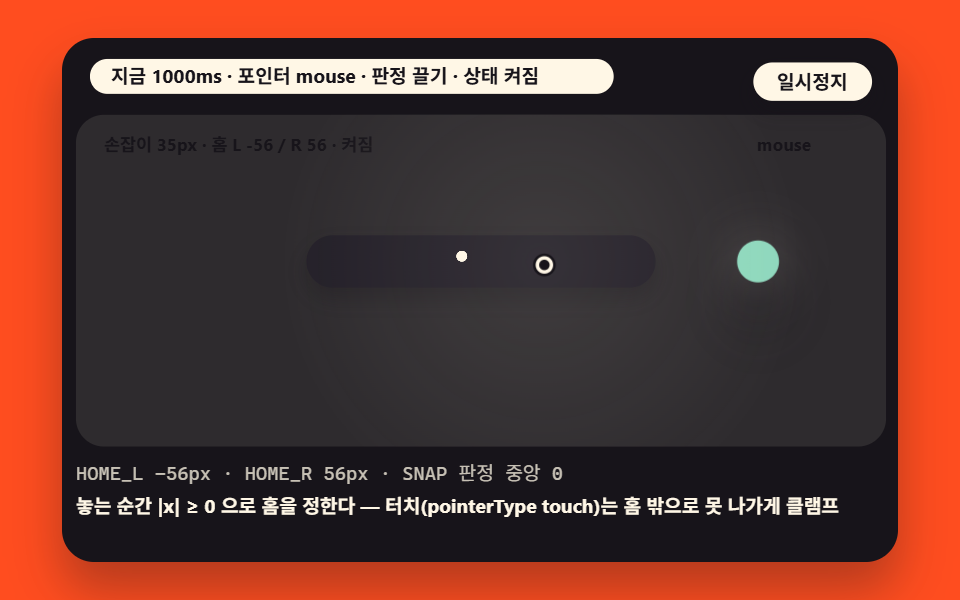 지금 1000ms · 포인터 mouse · 판정 끌기 · 상태 켜짐
일시정지
손잡이 35px · 홈 L -56 / R 56 · 켜짐
mouse
HOME_L −56px · HOME_R 56px · SNAP 판정 중앙 0
놓는 순간 |x| ≥ 0 으로 홈을 정한다 — 터치(pointerType touch)는 홈 밖으로 못 나가게 클램프